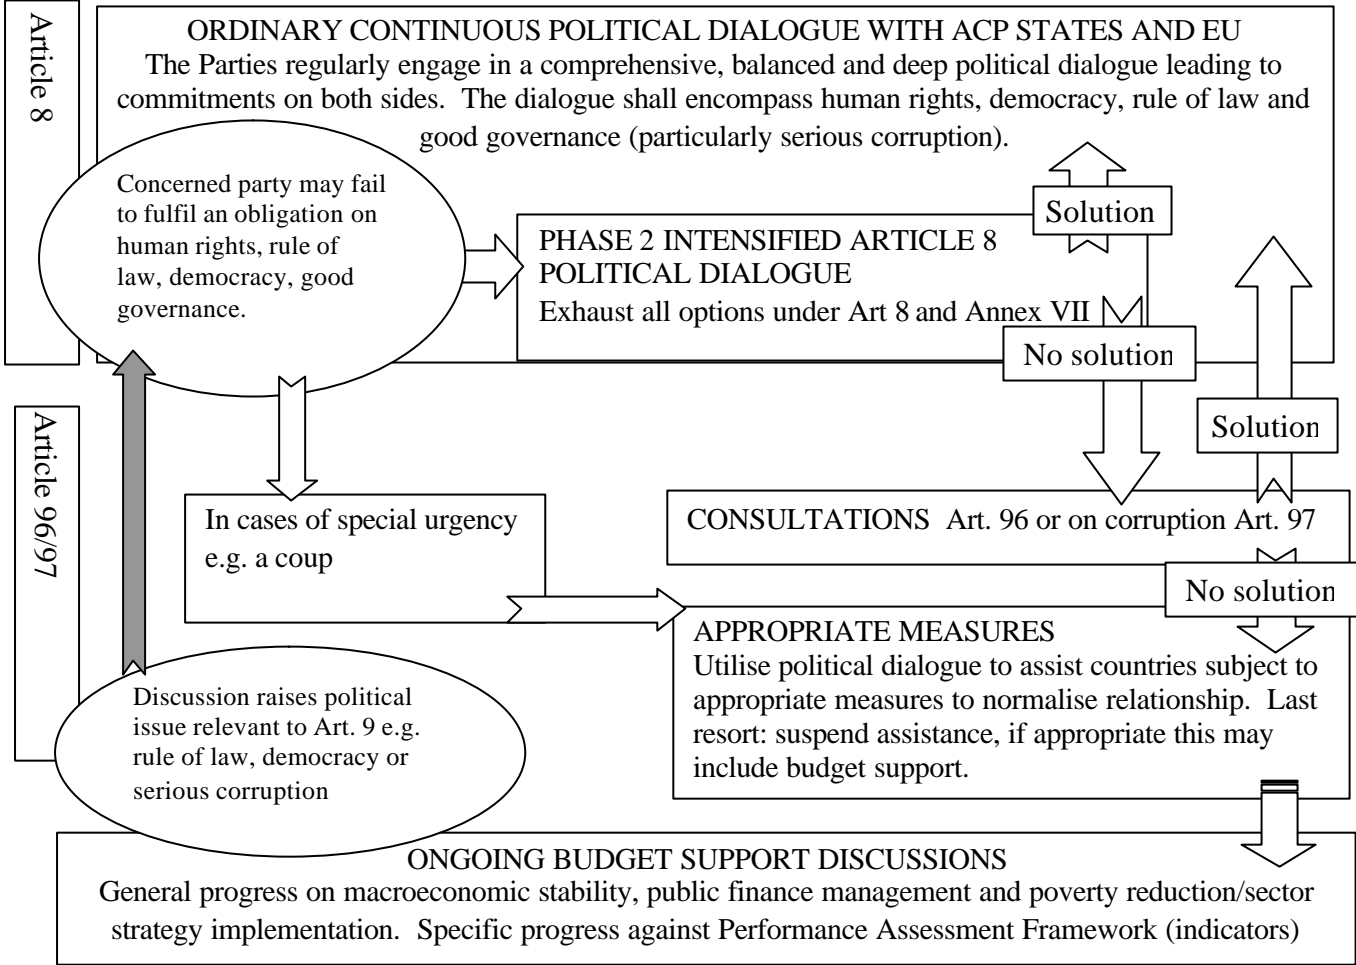 Article 8
ORDINARY CONTINUOUS POLITICAL DIALOGUE WITH ACP STATES AND EU
The Parties regularly engage in a comprehensive, balanced and deep political dialogue leading to
commitments on both sides. The dialogue shall encompass human rights, democracy, rule of law and
good governance (particularly serious corruption).
Concerned party may fail
to fulfil an obligation on
human rights, rule of
law, democracy, good
governance.
Solution
PHASE 2 INTENSIFIED ARTICLE 8
POLITICAL DIALOGUE
Exhaust all options under Art 8 and Annex VII
No solution
Solution
Article 96/97
In cases of special urgency
e.g. a coup
CONSULTATIONS Art. 96 or on corruption Art. 97
No solution
APPROPRIATE MEASURES
Utilise political dialogue to assist countries subject to
appropriate measures to normalise relationship. Last
resort: suspend assistance, if appropriate this may
include budget support.
Discussion raises political
issue relevant to Art. 9 e.g.
rule of law, democracy or
serious corruption
ONGOING BUDGET SUPPORT DISCUSSIONS
General progress on macroeconomic stability, public finance management and poverty reduction/sector
strategy implementation. Specific progress against Performance Assessment Framework (indicators)